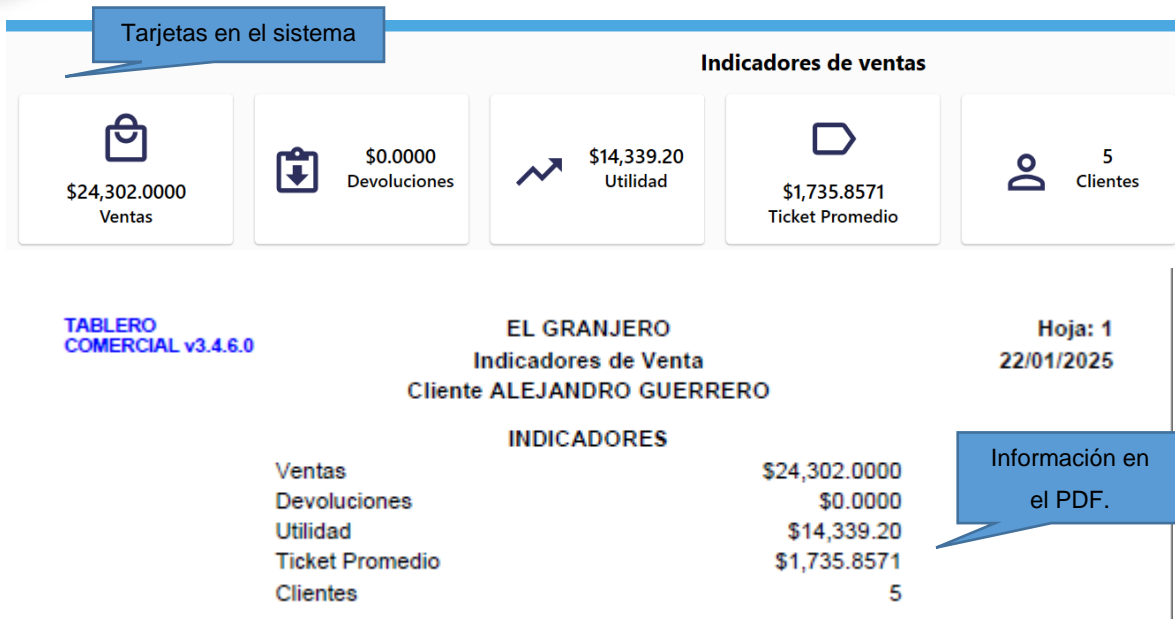 Tarjetas en el sistema
Indicadores de ventas
$24,302.0000
Ventas
$0.0000
Devoluciones
$14,339.20
Utilidad
$1,735.8571
Ticket Promedio
5
Clientes
TABLERO
COMERCIAL v3.4.6.0
EL GRANJERO
Hoja: 1
Indicadores de Venta
22/01/2025
Cliente ALEJANDRO GUERRERO
INDICADORES
Ventas $24,302.0000
Devoluciones $0.0000
Utilidad $14,339.20
Ticket Promedio $1,735.8571
Clientes 5
Información en
el PDF.